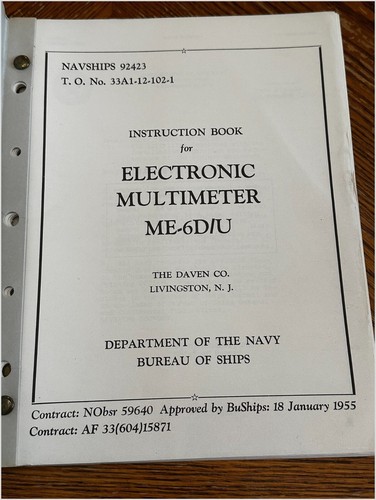 NAVSHIPS 92423
T. O. No. 33A1-12-102-1
INSTRUCTION BOOK
for
ELECTRONIC
MULTIMETER
ME-6D/U
THE DAVEN CO.
LIVINGSTON, N. J.
DEPARTMENT OF THE NAVY
BUREAU OF SHIPS
Contract: NObsr 59640 Approved by BuShips: 18 January 1955
Contract: AF 33(604)15871